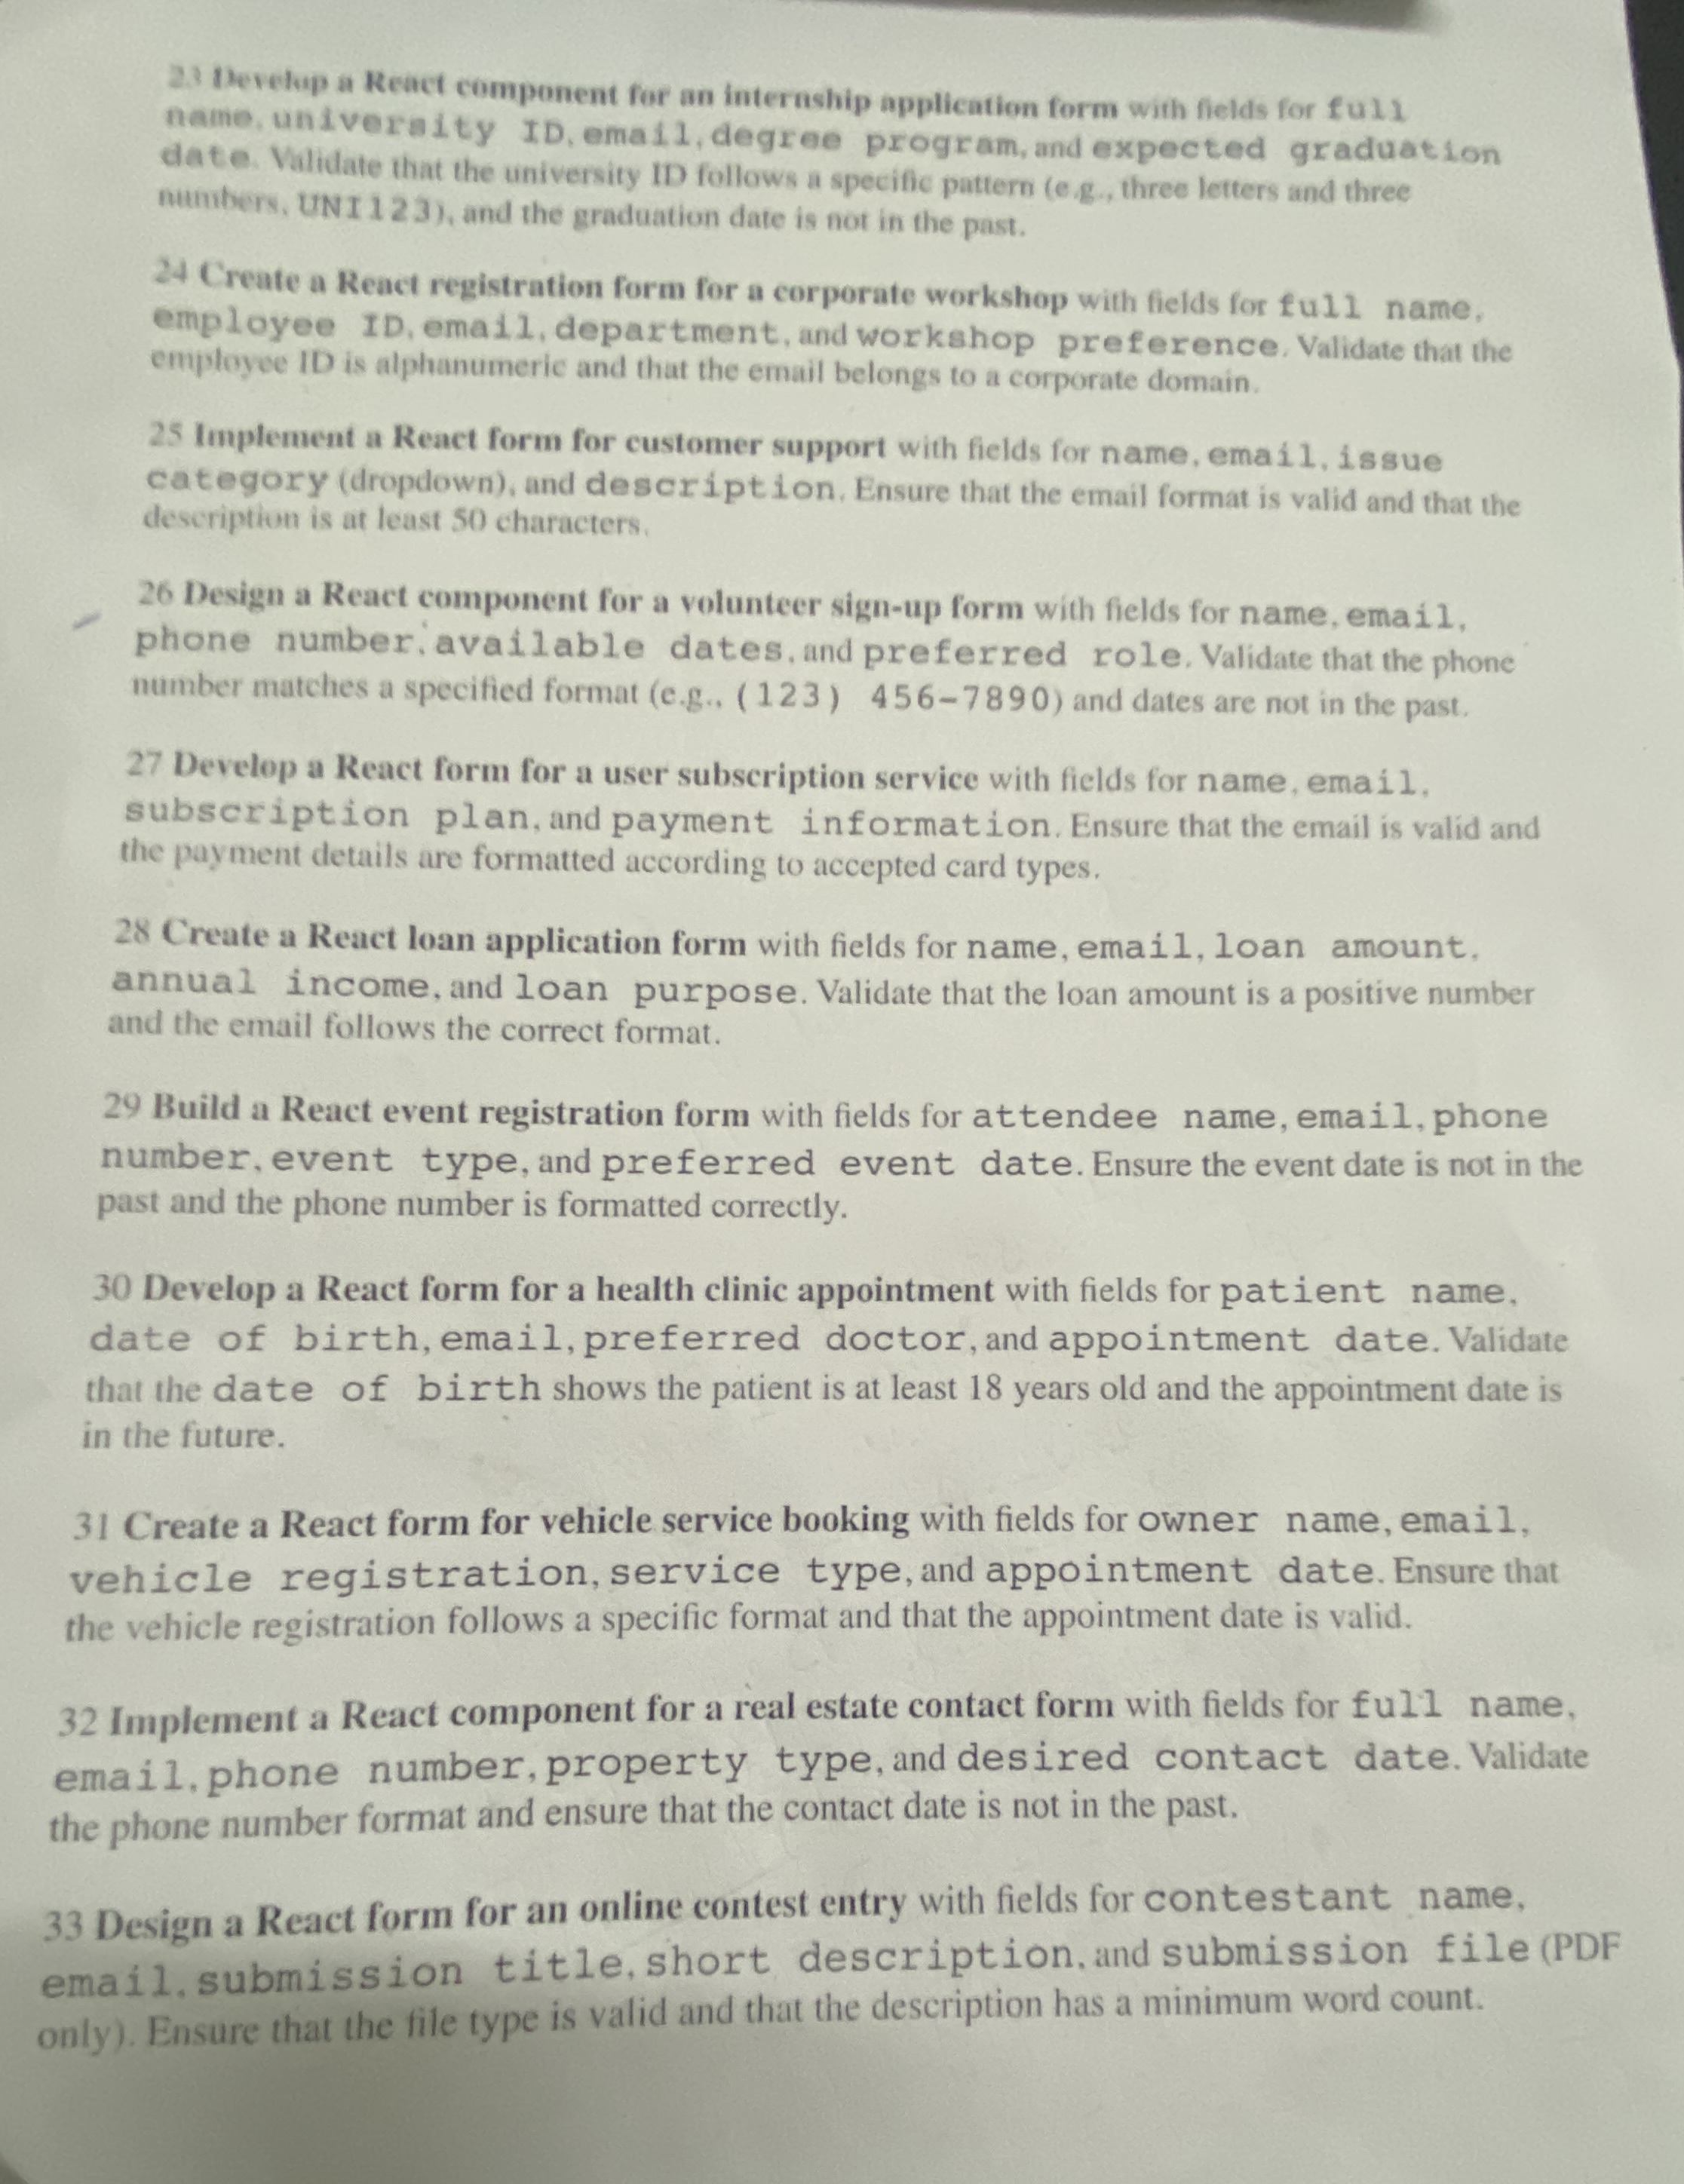 23 Develop a React component for an internship application form with fields for full
name, university ID, email, degree program, and expected graduation
date. Validate that the university ID follows a specific pattern (e.g., three letters and three
numbers, UNI123), and the graduation date is not in the past.
24 Create a React registration form for a corporate workshop with fields for full name,
employee ID, email, department, and workshop preference. Validate that the
employee ID is alphanumeric and that the email belongs to a corporate domain.
25 Implement a React form for customer support with fields for name, email, issue
category (dropdown), and description. Ensure that the email format is valid and that the
description is at least 50 characters.
26 Design a React component for a volunteer sign-up form with fields for name, email,
phone number, available dates, and preferred role. Validate that the phone
number matches a specified format (e.g., (123) 456-7890) and dates are not in the past.
27 Develop a React form for a user subscription service with fields for name, email,
subscription plan, and payment information. Ensure that the email is valid and
the payment details are formatted according to accepted card types.
28 Create a React loan application form with fields for name, email, loan amount,
annual income, and loan purpose. Validate that the loan amount is a positive number
and the email follows the correct format.
29 Build a React event registration form with fields for attendee name, email, phone
number, event type, and preferred event date. Ensure the event date is not in the
past and the phone number is formatted correctly.
30 Develop a React form for a health clinic appointment with fields for patient name,
date of birth, email, preferred doctor, and appointment date. Validate
that the date of birth shows the patient is at least 18 years old and the appointment date is
in the future.
31 Create a React form for vehicle service booking with fields for owner name, email,
vehicle registration, service type, and appointment date. Ensure that
the vehicle registration follows a specific format and that the appointment date is valid.
32 Implement a React component for a real estate contact form with fields for full name,
email, phone number, property type, and desired contact date. Validate
the phone number format and ensure that the contact date is not in the past.
33 Design a React form for an online contest entry with fields for contestant name,
email, submission title, short description, and submission file (PDF
only). Ensure that the file type is valid and that the description has a minimum word count.